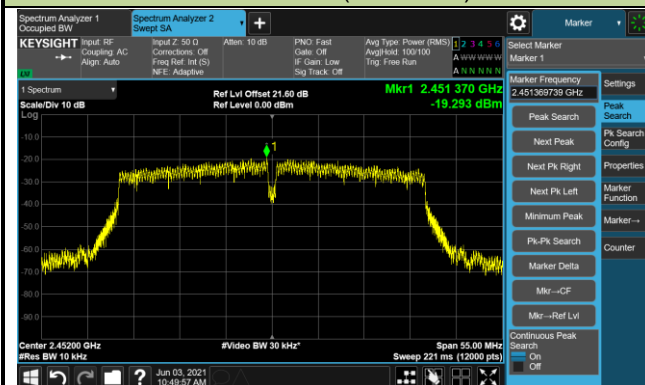 Spectrum Analyzer 1
Occupied BW
Spectrum Analyzer 2
Swept SA
Marker
KEYSIGHT
Input: RF
Coupling: AC
Align: Auto
Input Z: 50 Ω
Corrections: Off
Freq Ref: Int (S)
NFE: Adaptive
Atten: 10 dB
PNO: Fast
Gate: Off
IF Gain: Low
Sig Track: Off
Avg Type: Power (RMS)
Avg|Hold: 100/100
Trig: Free Run
1 2 3 4 5 6
A W W W W W
A N N N N N
LW
Select Marker
Marker 1
1 Spectrum
Scale/Div 10 dB
Log
Ref Lvl Offset 21.60 dB
Ref Level 0.00 dBm
Mkr1 2.451 370 GHz
-19.293 dBm
1
-10.0
-20.0
-30.0
-40.0
-50.0
-60.0
-70.0
-80.0
-90.0
Center 2.45200 GHz
#Res BW 10 kHz
#Video BW 30 kHz*
Span 55.00 MHz
Sweep 221 ms (12000 pts)
Marker Frequency
2.451369739 GHz
Peak Search
Next Peak
Next Pk Right
Next Pk Left
Minimum Peak
Pk-Pk Search
Marker Delta
Mkr→CF
Mkr→Ref Lvl
Continuous Peak
Search
On
Off
Settings
Peak
Search
Pk Search
Config
Properties
Marker
Function
Marker→
Counter
?
Jun 03, 2021
10:49:57 AM